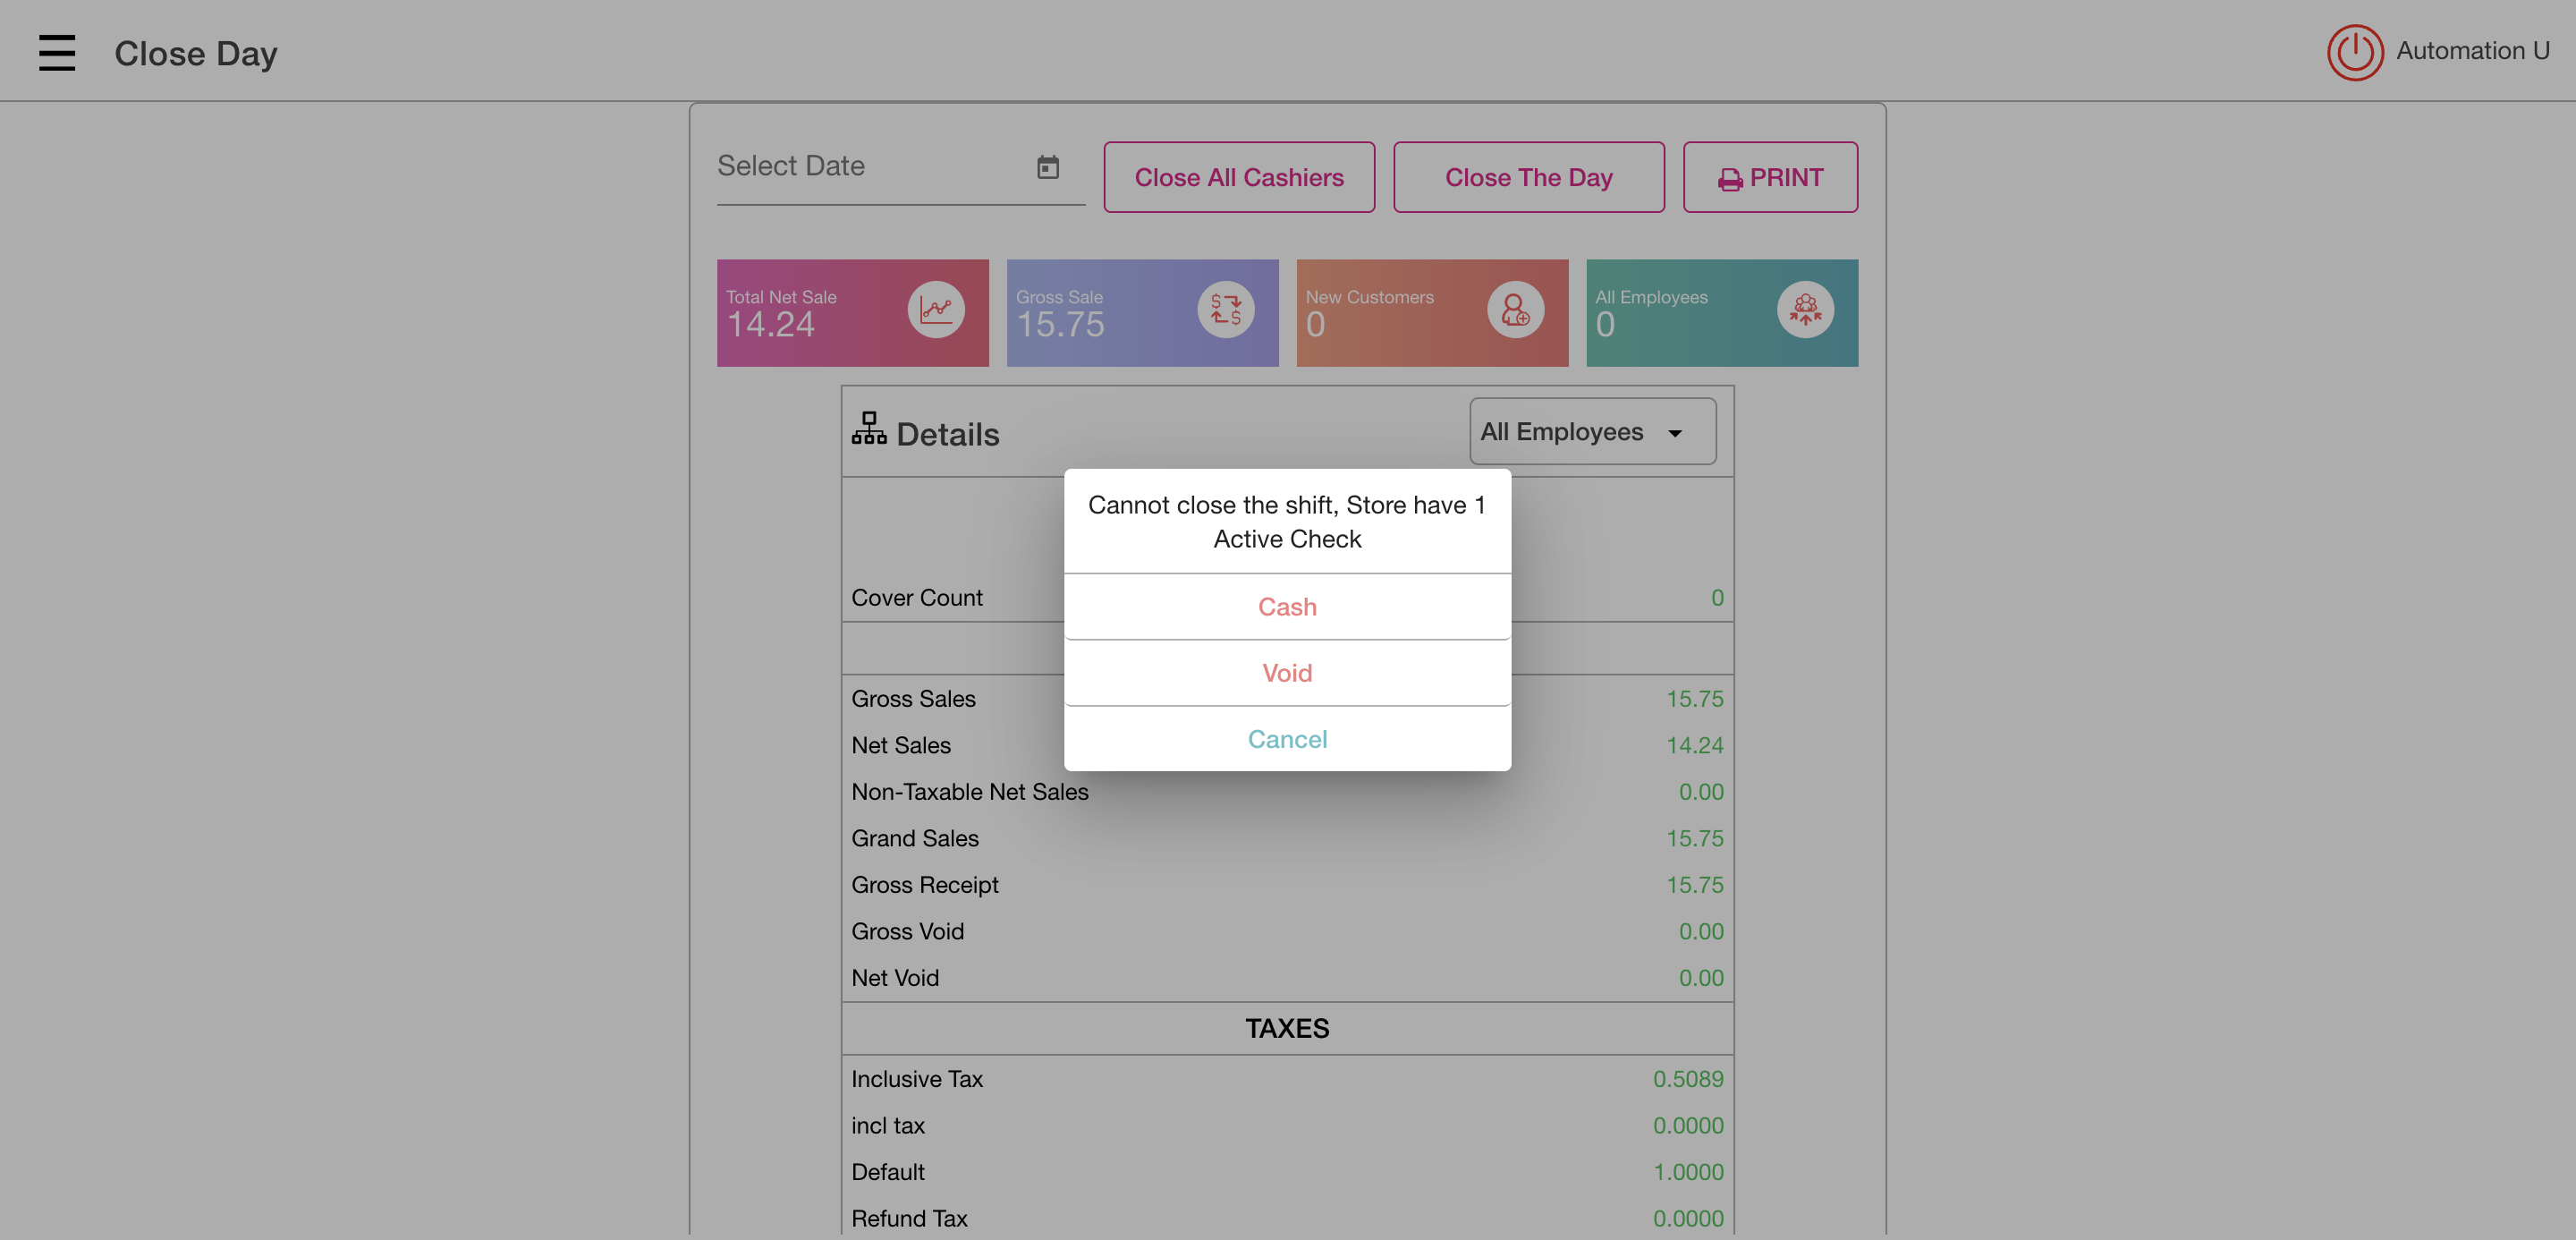 Close Day
Automation U
Select Date
Close All Cashiers
Close The Day
PRINT
Total Net Sale
14.24
Gross Sale
15.75
New Customers
0
All Employees
0
Details
All Employees
Cannot close the shift, Store have 1
Active Check
Cash
Void
Cancel
Cover Count 0
Gross Sales 15.75
Net Sales 14.24
Non-Taxable Net Sales 0.00
Grand Sales 15.75
Gross Receipt 15.75
Gross Void 0.00
Net Void 0.00
TAXES
Inclusive Tax 0.5089
incl tax 0.0000
Default 1.0000
Refund Tax 0.0000